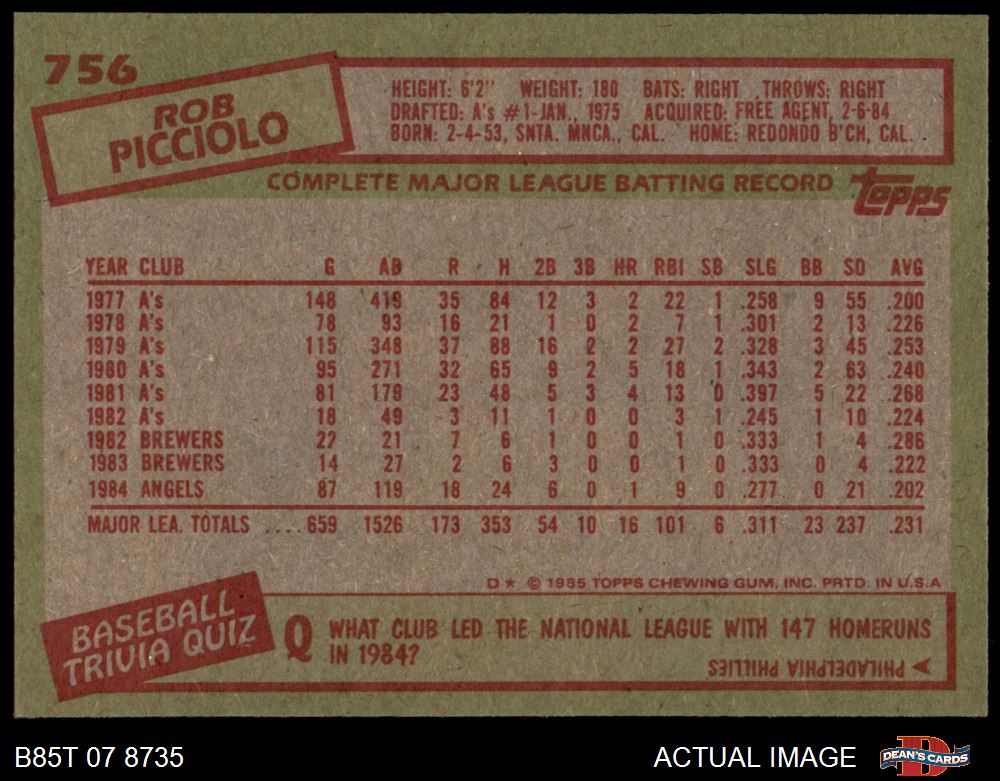 756
ROB
PICCIOLO
HEIGHT: 6'2" WEIGHT: 180 BATS: RIGHT THROWS: RIGHT
DRAFTED: A's #1-JAN., 1975 ACQUIRED: FREE AGENT, 2-6-84
BORN: 2-4-53, SNTA. MNCA., CAL. HOME: REDONDO B'CH, CAL.
COMPLETE MAJOR LEAGUE BATTING RECORD topps
YEAR CLUB G AB R H 2B 3B HR RBI SB SLG BB SO AVG
1977 A's 148 419 35 84 12 3 2 22 1 .258 9 55 .200
1978 A's 78 93 16 21 1 0 2 7 1 .301 2 13 .226
1979 A's 115 348 37 88 16 2 2 27 2 .328 3 45 .253
1980 A's 95 271 32 65 9 2 5 18 1 .343 2 63 .240
1981 A's 81 179 23 48 5 3 4 13 0 .397 5 22 .268
1982 A's 18 49 3 11 1 0 0 3 1 .245 1 10 .224
1982 BREWERS 22 21 7 6 1 0 0 1 0 .333 1 4 .286
1983 BREWERS 14 27 2 6 3 0 0 1 0 .333 0 4 .222
1984 ANGELS 87 119 18 24 6 0 1 9 0 .277 0 21 .202
MAJOR LEA. TOTALS ....659 1526 173 353 54 10 16 101 6 .311 23 237 .231
D* © 1985 TOPPS CHEWING GUM, INC. PRTD. IN U.S.A
BASEBALL
TRIVIA QUIZ
Q WHAT CLUB LED THE NATIONAL LEAGUE WITH 147 HOMERUNS
IN 1984?
A PHILADELPHIA PHILLIES
B85T 07 8735
ACTUAL IMAGE
D
DEAN'S CARDS